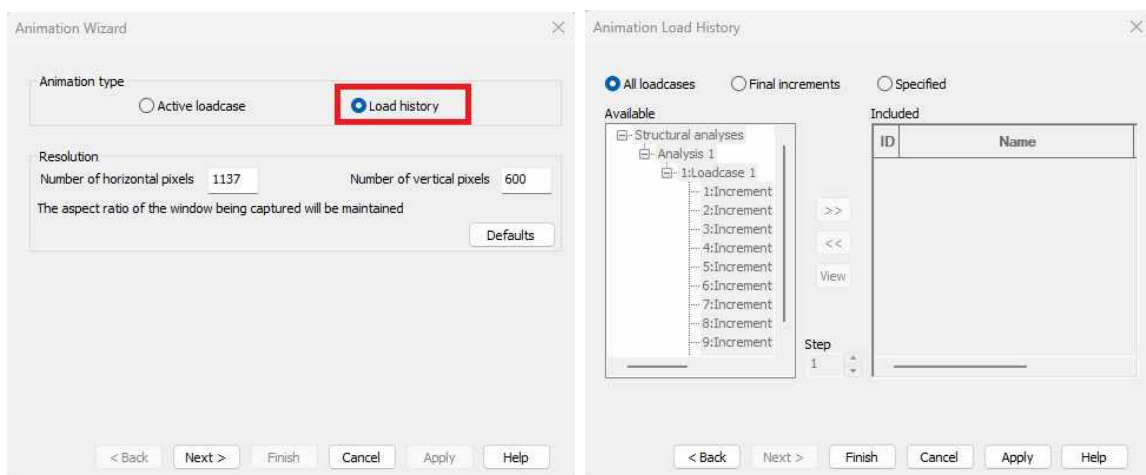 Animation Wizard
Animation type
Active loadcase
Load history
Resolution
Number of horizontal pixels 1137
Number of vertical pixels 600
The aspect ratio of the window being captured will be maintained
Defaults
< Back
Next >
Finish
Cancel
Apply
Help
Animation Load History
All loadcases
Final increments
Specified
Available
Structural analyses
Analysis 1
1:Loadcase 1
1:Increment
2:Increment
3:Increment
4:Increment
5:Increment
6:Increment
7:Increment
8:Increment
9:Increment
>>
<<
View
Step
1
Included
ID Name
< Back
Next >
Finish
Cancel
Apply
Help